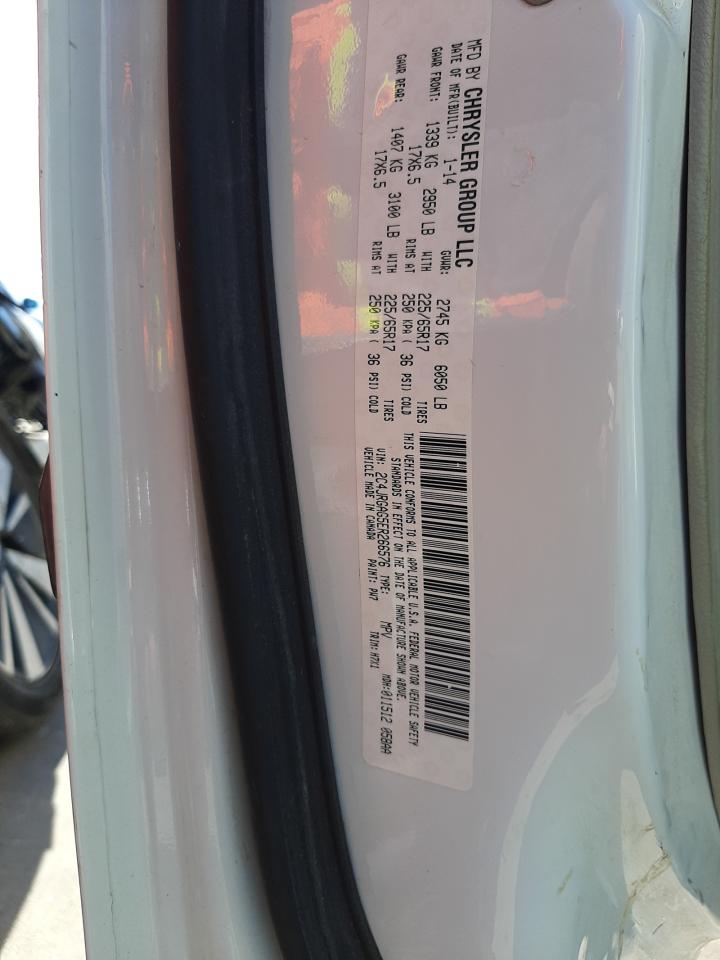 MFD BY CHRYSLER GROUP LLC
DATE OF MFR(BUILT): 1-14 GVWR: 2745 KG 6050 LB
GAWR FRONT: 1339 KG 2950 LB WITH 225/65R17 TIRES
17X6.5 RIMS AT 250 KPA ( 36 PSI) COLD
GAWR REAR: 1407 KG 3100 LB WITH 225/65R17 TIRES
17X6.5 RIMS AT 250 KPA ( 36 PSI) COLD
THIS VEHICLE CONFORMS TO ALL APPLICABLE U.S.A. FEDERAL MOTOR VEHICLE SAFETY
STANDARDS IN EFFECT ON THE DATE OF MANUFACTURE SHOWN ABOVE.
VIN: 2C4JRGAG5ER266576 TYPE: MPV MDH:011512 058AA
VEHICLE MADE IN CANADA PAINT: PW7 TRIM: H7X1